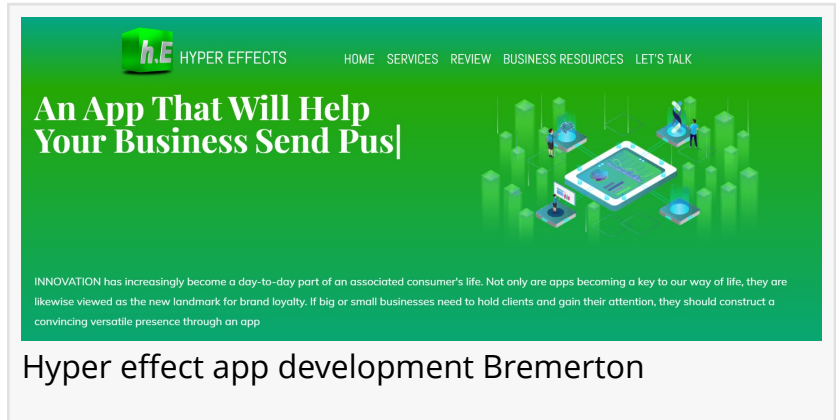 h.E HYPER EFFECTS HOME SERVICES REVIEW BUSINESS RESOURCES LET'S TALK
An App That Will Help
Your Business Send Pus|
INNOVATION has increasingly become a day-to-day part of an associated consumer's life. Not only are apps becoming a key to our way of life, they are
likewise viewed as the new landmark for brand loyalty. If big or small businesses need to hold clients and gain their attention, they should construct a
convincing versatile presence through an app
Hyper effect app development Bremerton